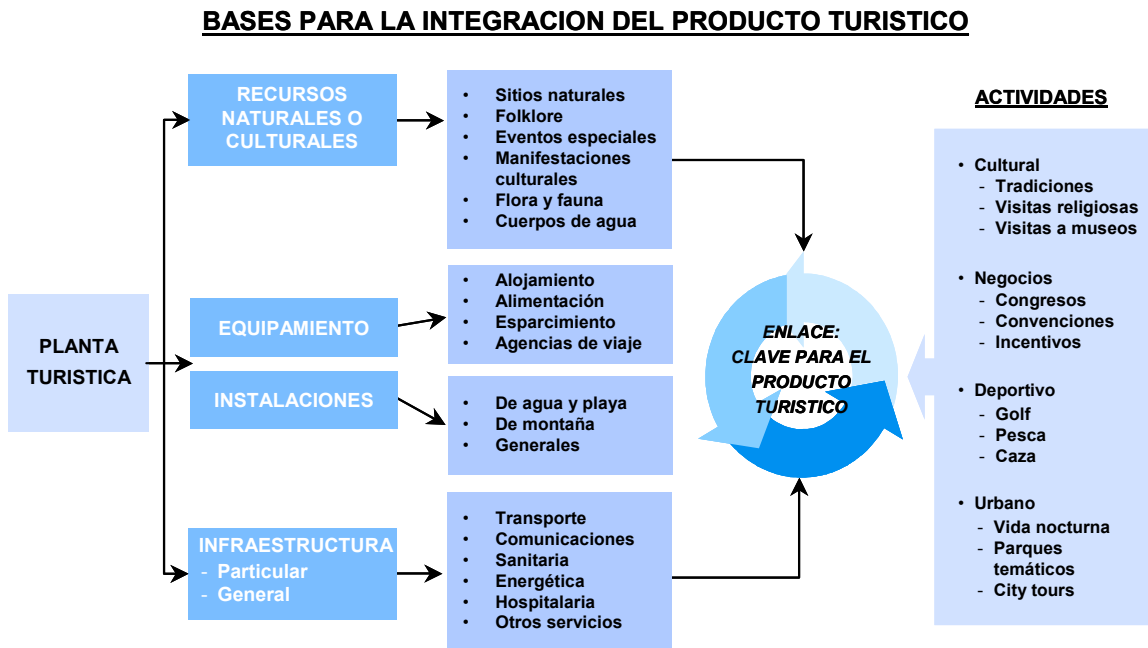 BASES PARA LA INTEGRACION DEL PRODUCTO TURISTICO
PLANTA
TURISTICA
RECURSOS
NATURALES O
CULTURALES
• Sitios naturales
• Folklore
• Eventos especiales
• Manifestaciones
culturales
• Flora y fauna
• Cuerpos de agua
EQUIPAMIENTO
• Alojamiento
• Alimentación
• Esparcimiento
• Agencias de viaje
INSTALACIONES
• De agua y playa
• De montaña
• Generales
INFRAESTRUCTURA
- Particular
- General
• Transporte
• Comunicaciones
• Sanitaria
• Energética
• Hospitalaria
• Otros servicios
ENLACE:
CLAVE PARA EL
PRODUCTO
TURISTICO
ACTIVIDADES
• Cultural
- Tradiciones
- Visitas religiosas
- Visitas a museos
• Negocios
- Congresos
- Convenciones
- Incentivos
• Deportivo
- Golf
- Pesca
- Caza
• Urbano
- Vida nocturna
- Parques
temáticos
- City tours